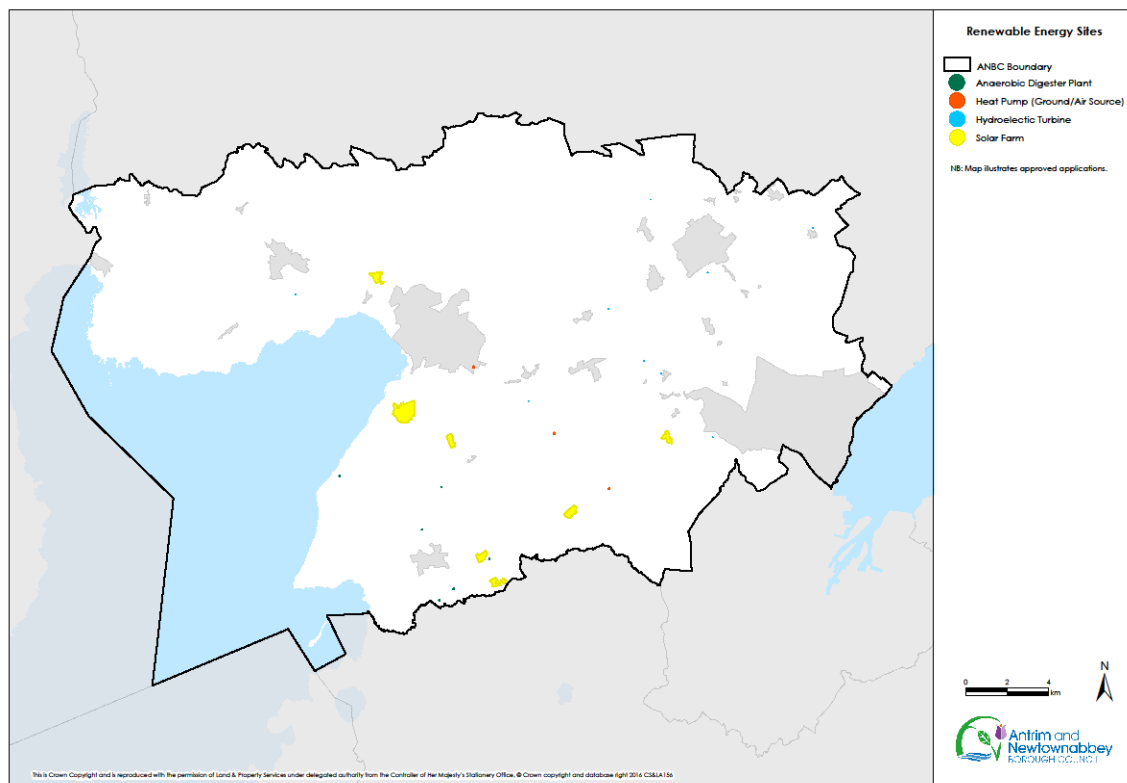 Renewable Energy Sites
ANBC Boundary
Anaerobic Digester Plant
Heat Pump (Ground/Air Source)
Hydroelectic Turbine
Solar Farm
NB: Map illustrates approved applications.
N
0 2 4
km
Antrim and
Newtownabbey
BOROUGH COUNCIL
This is Crown Copyright and is reproduced with the permission of Land & Property Services under delegated authority from the Controller of Her Majesty's Stationery Office, © Crown copyright and database right 2016 CS&LA156